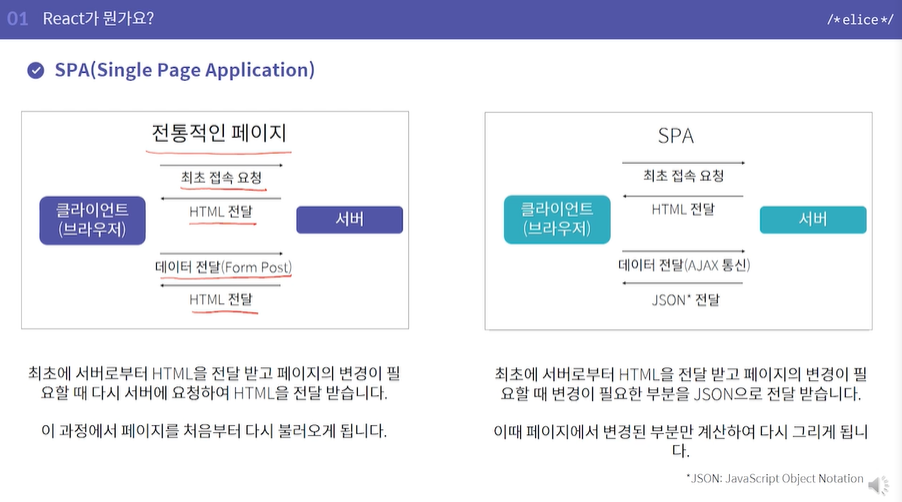 01 React가 뭔가요?
/*elice*/
SPA(Single Page Application)
전통적인 페이지
최초 접속 요청
HTML 전달
클라이언트
(브라우저)
서버
데이터 전달(Form Post)
HTML 전달
SPA
최초 접속 요청
HTML 전달
클라이언트
(브라우저)
서버
데이터 전달(AJAX 통신)
JSON* 전달
최초에 서버로부터 HTML을 전달 받고 페이지의 변경이 필
요할 때 다시 서버에 요청하여 HTML을 전달 받습니다.
이 과정에서 페이지를 처음부터 다시 불러오게 됩니다.
최초에 서버로부터 HTML을 전달 받고 페이지의 변경이 필
요할 때 변경이 필요한 부분을 JSON으로 전달 받습니다.
이때 페이지에서 변경된 부분만 계산하여 다시 그리게 됩니
다.
*JSON: JavaScript Object Notation